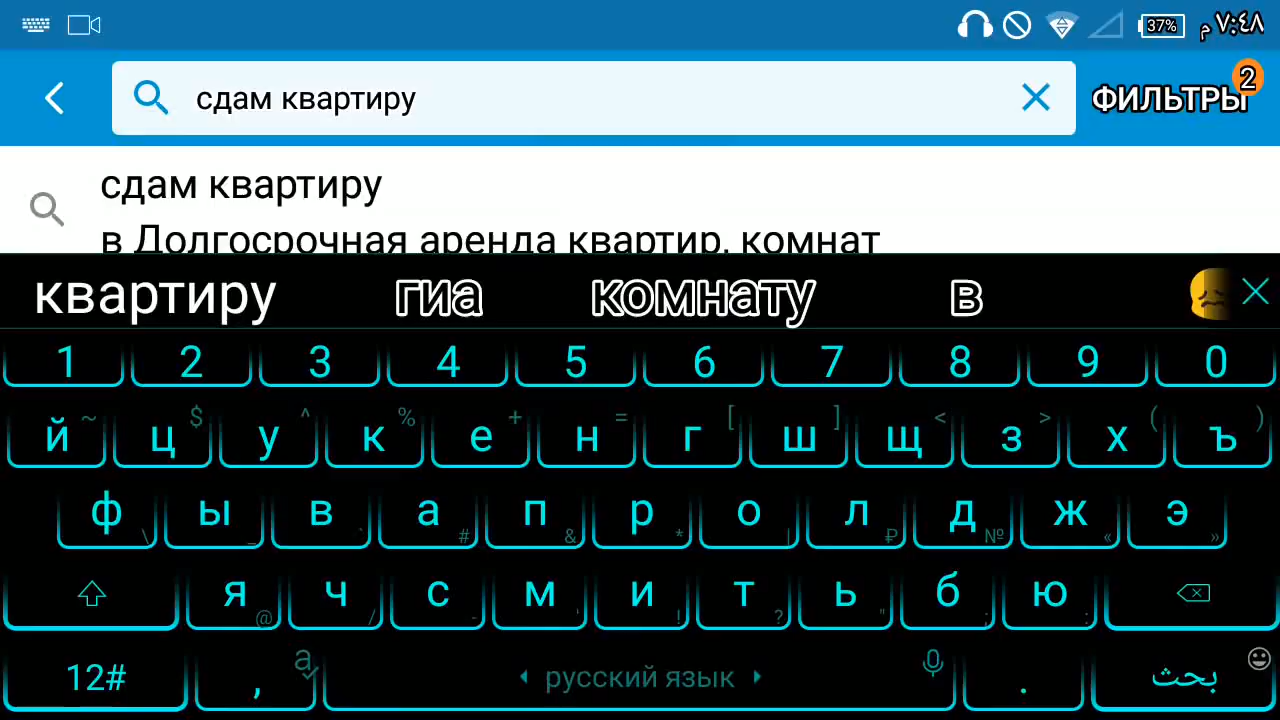 37% ٧:٤٨ م
сдам квартиру ФИЛЬТРЫ 2
сдам квартиру
в Долгосрочная аренда квартир, комнат
квартиру гиа комнату в
1 2 3 4 5 6 7 8 9 0
й ~ ц $ у ^ к % е + н = г [ ш ] щ < з > х ( ъ )
ф \ ы _ в ` а # п & р * о | л ₽ д № ж « э »
я @ ч / с - м ' и ! т ? ь " б ; ю :
12# , a русский язык . بحث